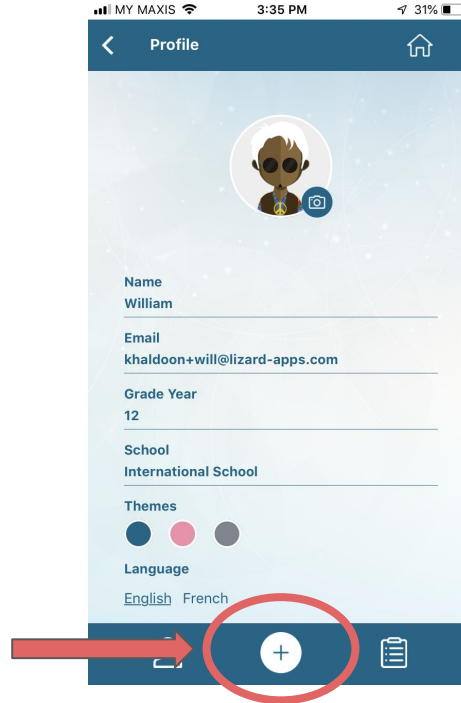 MY MAXIS 3:35 PM 31%
Profile
Name
William
Email
khaldoon+will@lizard-apps.com
Grade Year
12
School
International School
Themes
Language
English French